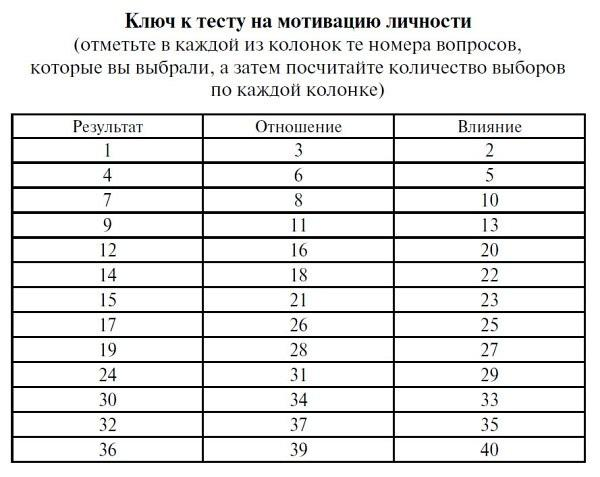 Ключ к тесту на мотивацию личности
(отметьте в каждой из колонок те номера вопросов,
которые вы выбрали, а затем посчитайте количество выборов
по каждой колонке)
Результат Отношение Влияние
1 3 2
4 6 5
7 8 10
9 11 13
12 16 20
14 18 22
15 21 23
17 26 25
19 28 27
24 31 29
30 34 33
32 37 35
36 39 40